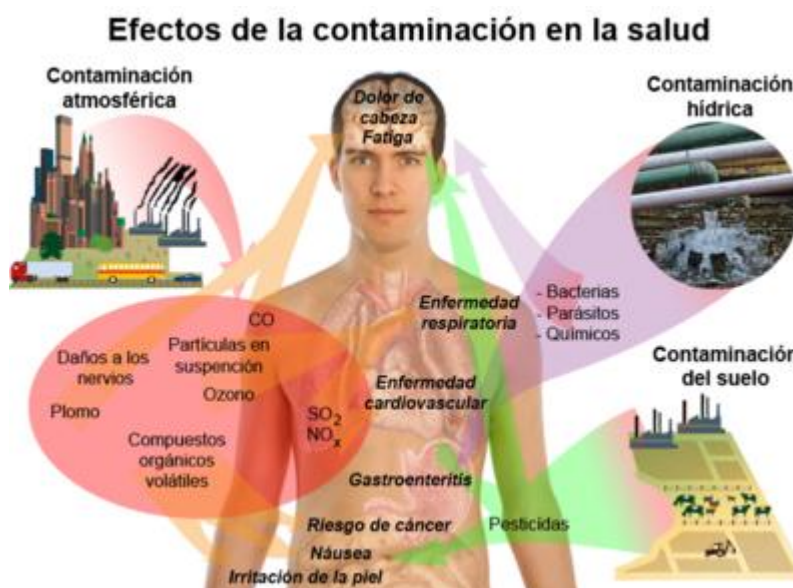 Efectos de la contaminación en la salud
Contaminación
atmosférica
Dolor de
cabeza
Fatiga
Contaminación
hídrica
CO
Partículas en
suspención
Daños a los
nervios
Ozono
Plomo
SO2
NOx
Compuestos
orgánicos
volátiles
Enfermedad
respiratoria
- Bacterias
- Parásitos
- Químicos
Enfermedad
cardiovascular
Contaminación
del suelo
Gastroenteritis
Riesgo de cáncer
Pesticidas
Náusea
Irritación de la piel